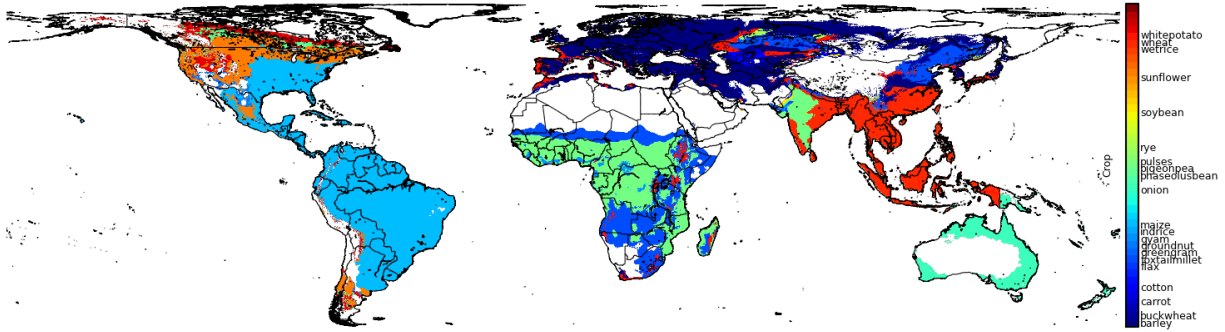 whitepotato
wheat
wetrice
sunflower
soybean
rye
pulses
pigeonpea
phaseolusbean
onion
maize
indrice
gyam
groundnut
greengram
foxtailmillet
flax
cotton
carrot
buckwheat
barley
Crop